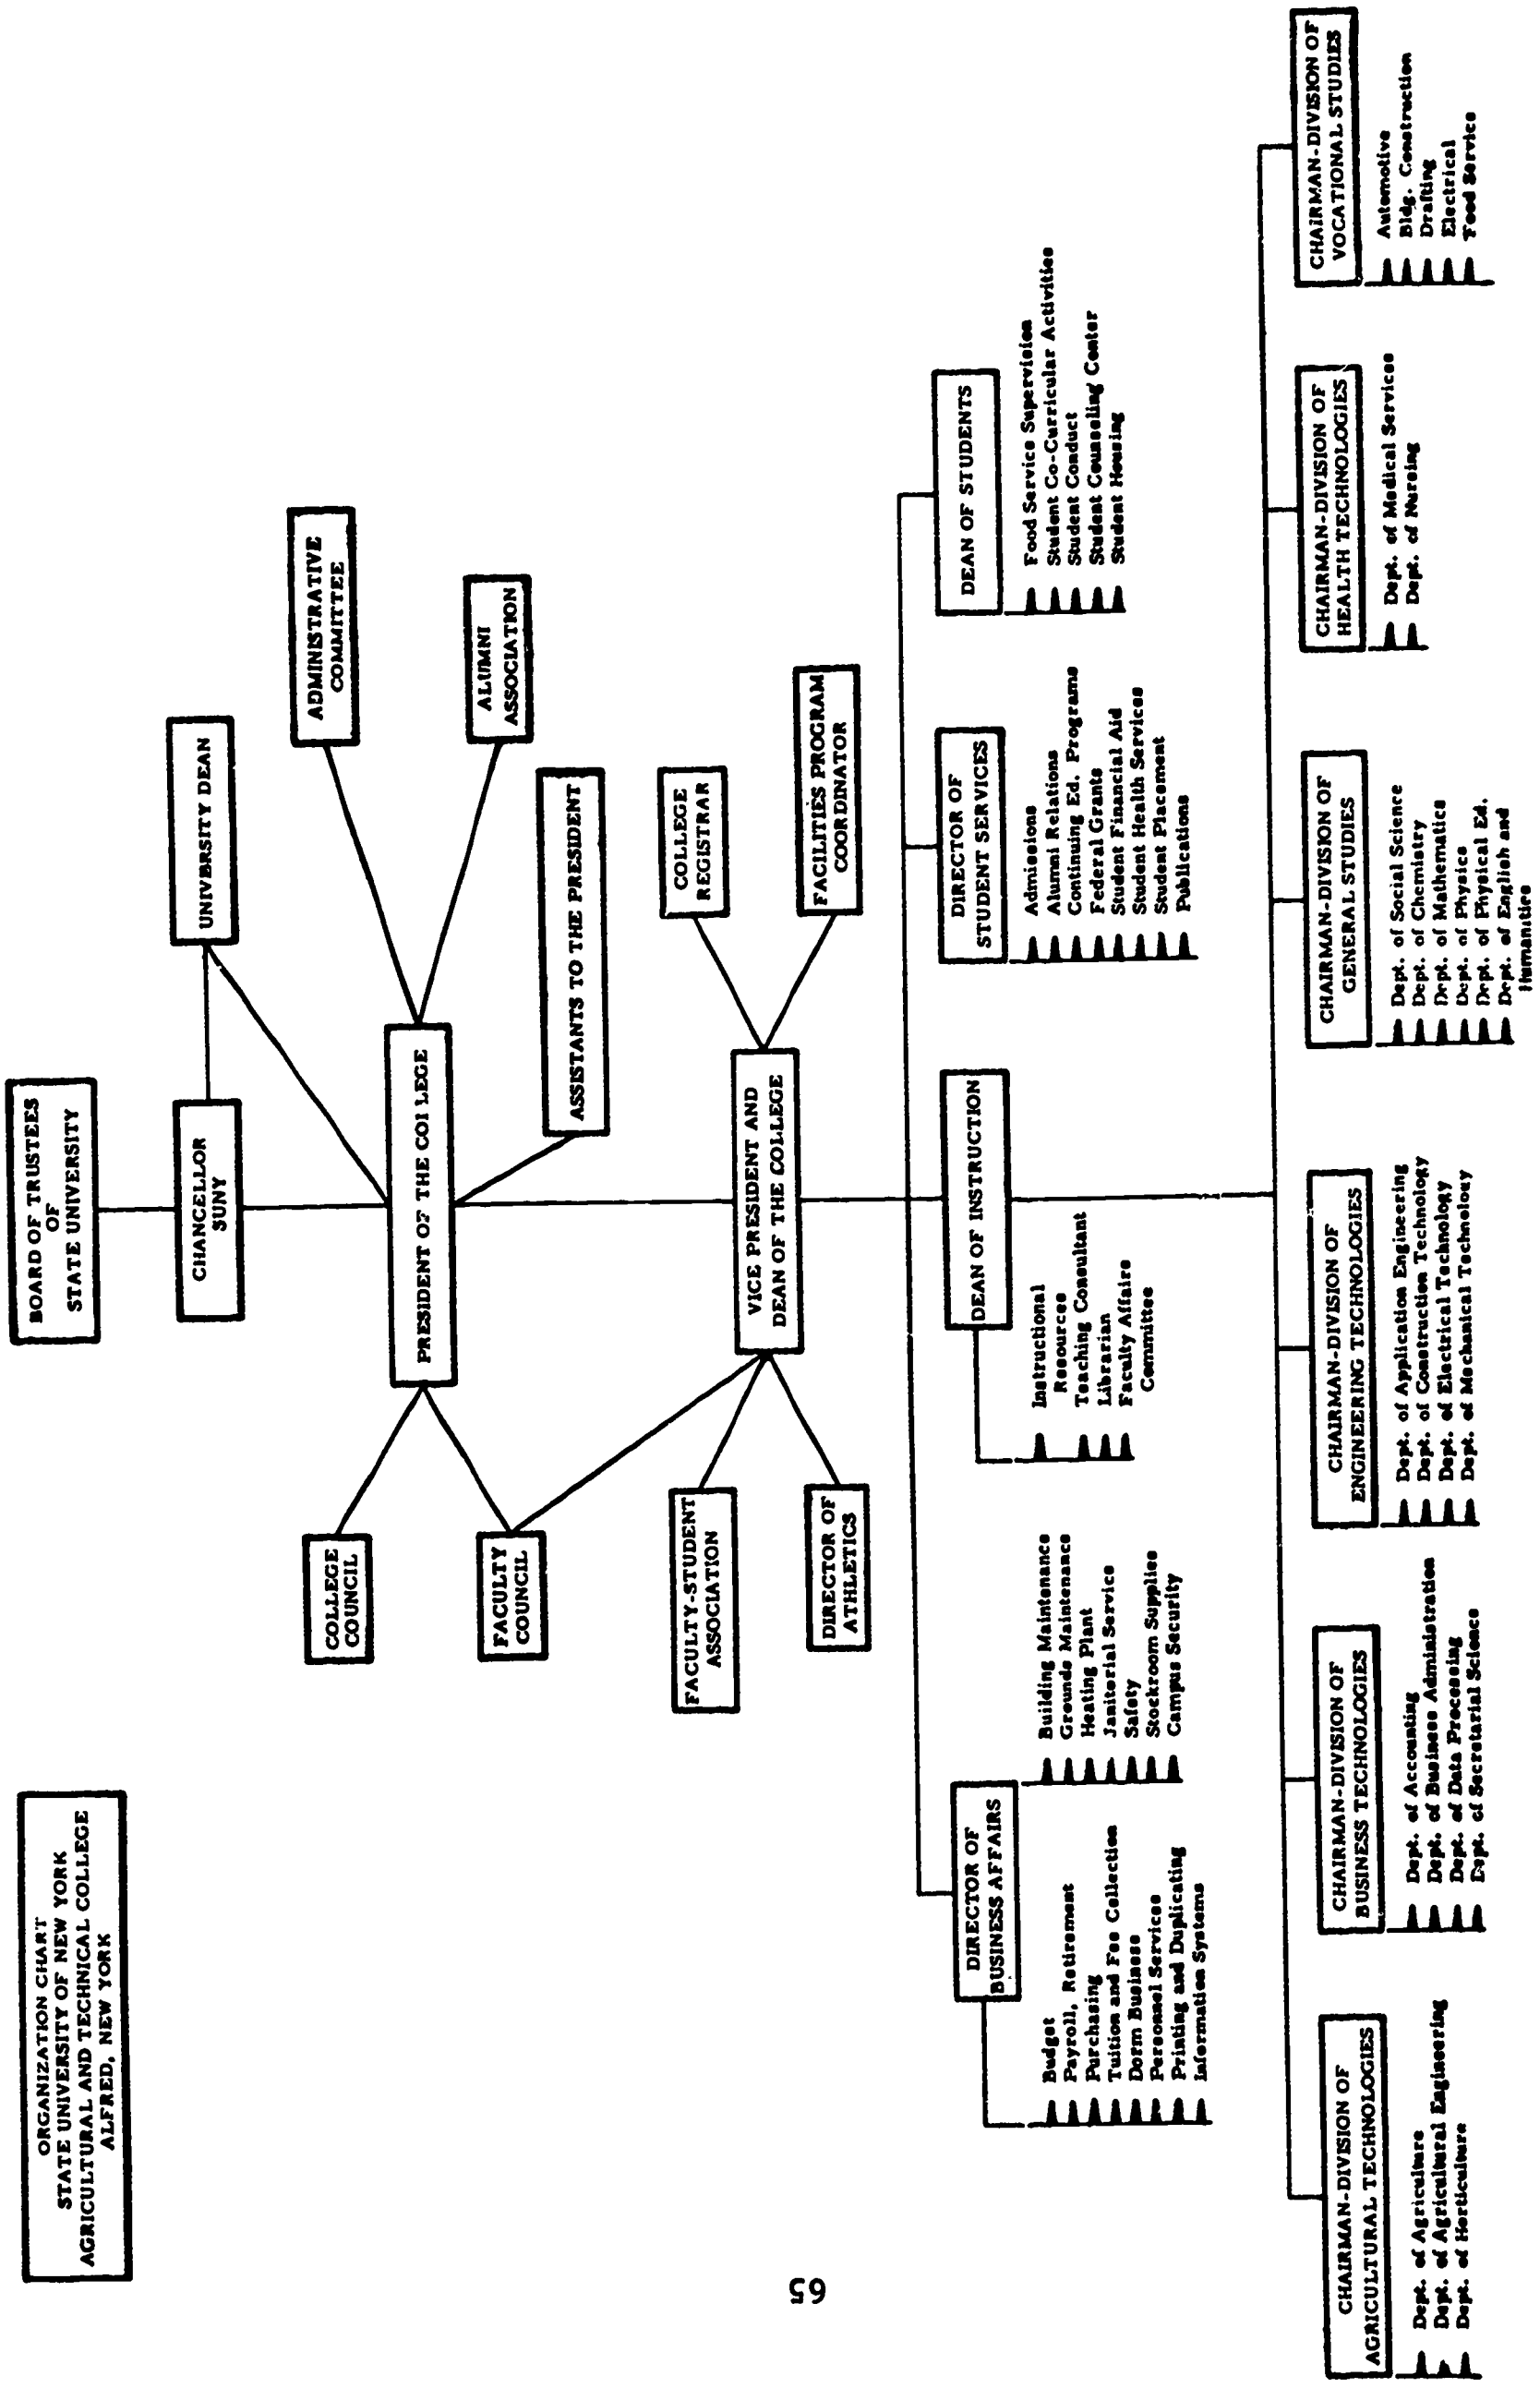 ORGANIZATION CHART
STATE UNIVERSITY OF NEW YORK
AGRICULTURAL AND TECHNICAL COLLEGE
ALFRED, NEW YORK
BOARD OF TRUSTEES
OF
STATE UNIVERSITY
CHANCELLOR
SUNY
UNIVERSITY DEAN
COLLEGE
COUNCIL
ADMINISTRATIVE
COMMITTEE
PRESIDENT OF THE COLLEGE
FACULTY
COUNCIL
ALUMNI
ASSOCIATION
ASSISTANTS TO THE PRESIDENT
FACULTY-STUDENT
ASSOCIATION
COLLEGE
REGISTRAR
VICE PRESIDENT AND
DEAN OF THE COLLEGE
DIRECTOR OF
ATHLETICS
FACILITIES PROGRAM
COORDINATOR
DIRECTOR OF
BUSINESS AFFAIRS
Budget
Payroll, Retirement
Purchasing
Tuition and Fee Collection
Dorm Business
Personnel Services
Printing and Duplicating
Information Systems
Building Maintenance
Grounds Maintenance
Heating Plant
Janitorial Service
Safety
Stockroom Supplies
Campus Security
DEAN OF INSTRUCTION
Instructional
Resources
Teaching Consultant
Librarian
Faculty Affairs
Committee
DIRECTOR OF
STUDENT SERVICES
Admissions
Alumni Relations
Continuing Ed. Programs
Federal Grants
Student Financial Aid
Student Health Services
Student Placement
Publications
DEAN OF STUDENTS
Food Service Supervision
Student Co-Curricular Activities
Student Conduct
Student Counseling Center
Student Housing
CHAIRMAN-DIVISION OF
AGRICULTURAL TECHNOLOGIES
Dept. of Agriculture
Dept. of Agricultural Engineering
Dept. of Horticulture
CHAIRMAN-DIVISION OF
BUSINESS TECHNOLOGIES
Dept. of Accounting
Dept. of Business Administration
Dept. of Data Processing
Dept. of Secretarial Science
CHAIRMAN-DIVISION OF
ENGINEERING TECHNOLOGIES
Dept. of Application Engineering
Dept. of Construction Technology
Dept. of Electrical Technology
Dept. of Mechanical Technology
CHAIRMAN-DIVISION OF
GENERAL STUDIES
Dept. of Social Science
Dept. of Chemistry
Dept. of Mathematics
Dept. of Physics
Dept. of Physical Ed.
Dept. of English and
Humanities
CHAIRMAN-DIVISION OF
HEALTH TECHNOLOGIES
Dept. of Medical Services
Dept. of Nursing
CHAIRMAN-DIVISION OF
VOCATIONAL STUDIES
Automotive
Bldg. Construction
Drafting
Electrical
Food Service
65